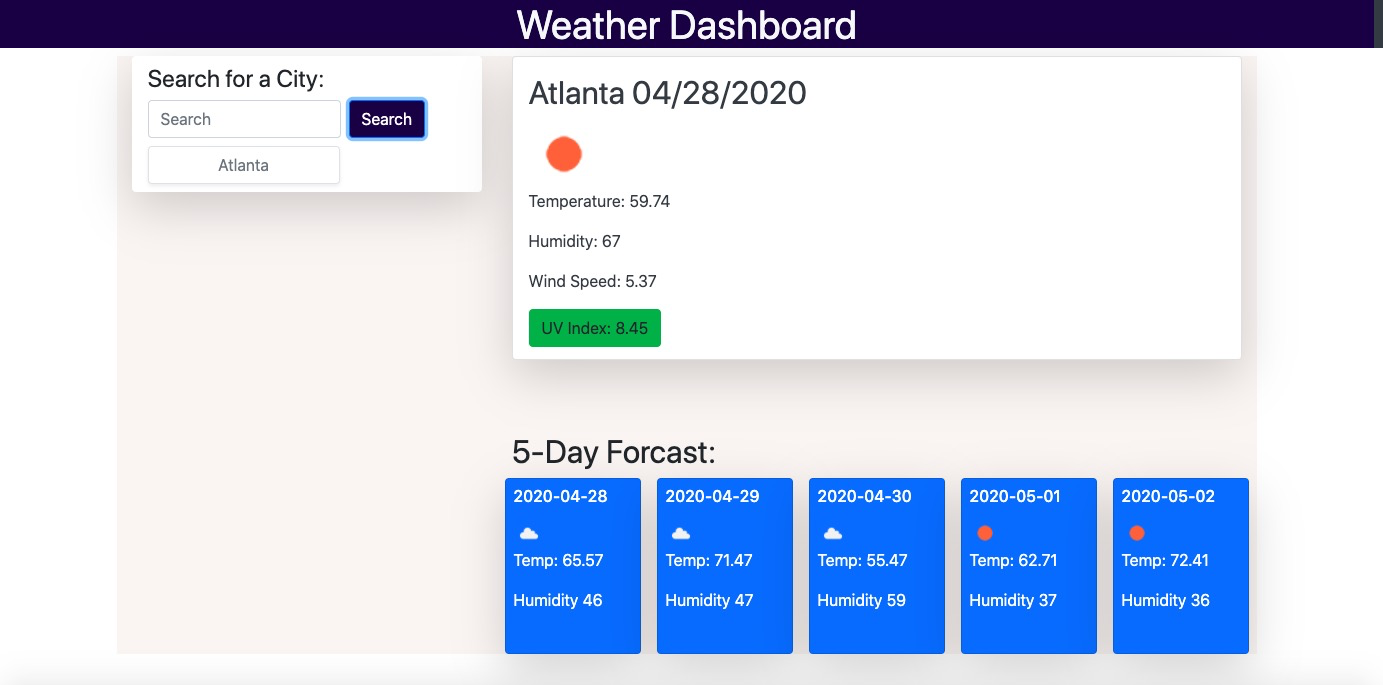 Weather Dashboard
Search for a City:
Search
Search
Atlanta
Atlanta 04/28/2020
Temperature: 59.74
Humidity: 67
Wind Speed: 5.37
UV Index: 8.45
5-Day Forcast:
2020-04-28
Temp: 65.57
Humidity 46
2020-04-29
Temp: 71.47
Humidity 47
2020-04-30
Temp: 55.47
Humidity 59
2020-05-01
Temp: 62.71
Humidity 37
2020-05-02
Temp: 72.41
Humidity 36